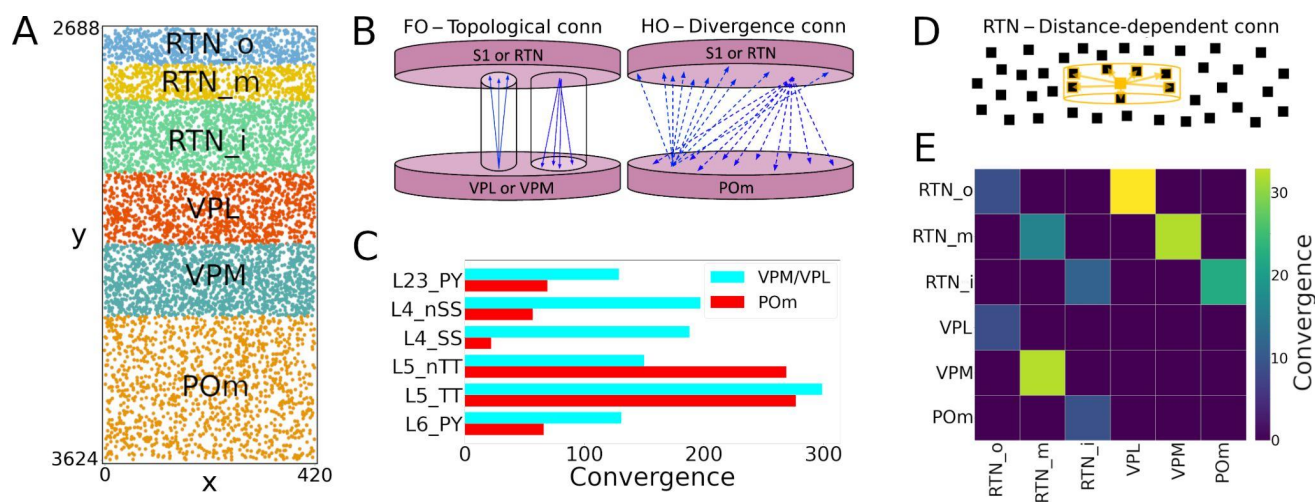 A
2688
RTN_o
RTN_m
RTN_i
VPL
VPM
POm
y
3624
0
420
x
B
FO – Topological conn
S1 or RTN
VPL or VPM
HO – Divergence conn
S1 or RTN
POm
C
VPM/VPL
POm
L23_PY
L4_nSS
L4_SS
L5_nTT
L5_TT
L6_PY
0
100
200
300
Convergence
D
RTN – Distance-dependent conn
E
RTN_o
RTN_m
RTN_i
VPL
VPM
POm
RTN_o
RTN_m
RTN_i
VPL
VPM
POm
30
20
10
0
Convergence